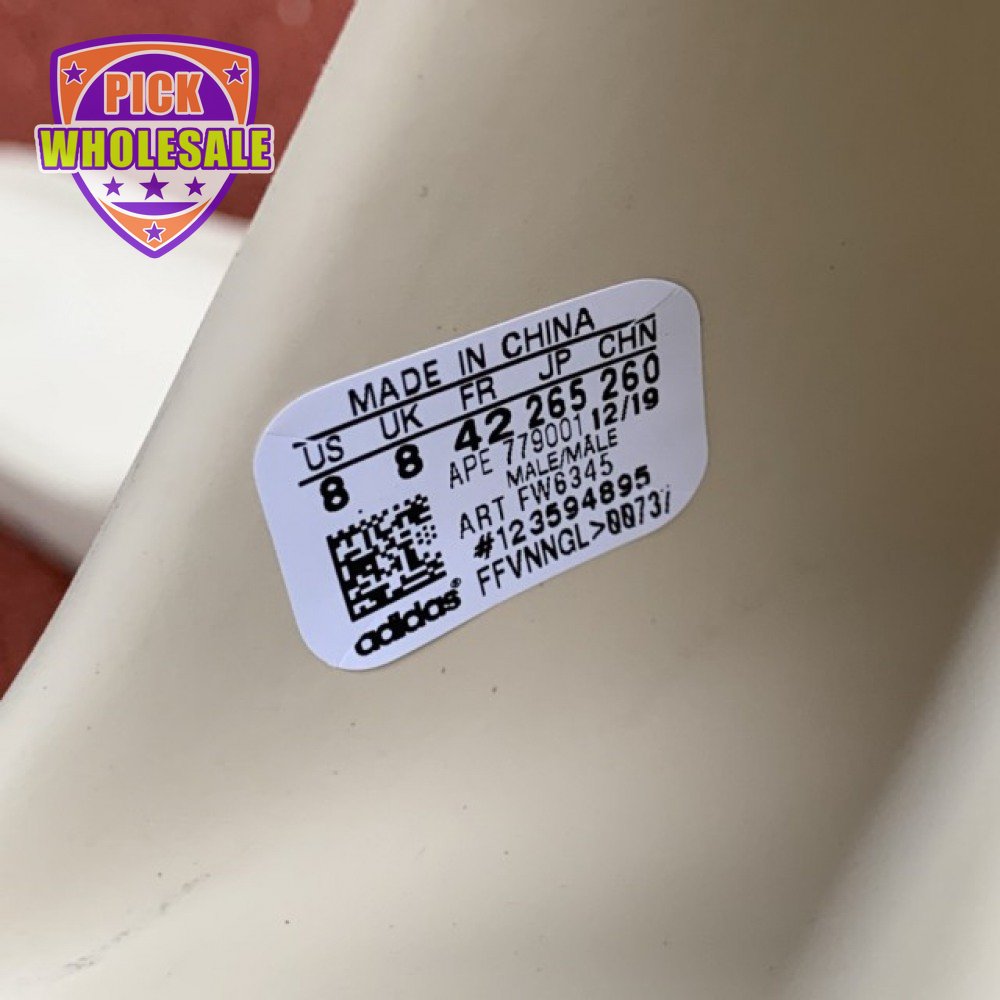 PICK
WHOLESALE
MADE IN CHINA
US UK FR JP CHN
8 8 42 265 260
APE 779001 12/19
MALE/MALE
ART FW6345
#123594895
FFVNNGL>0073/
adidas®